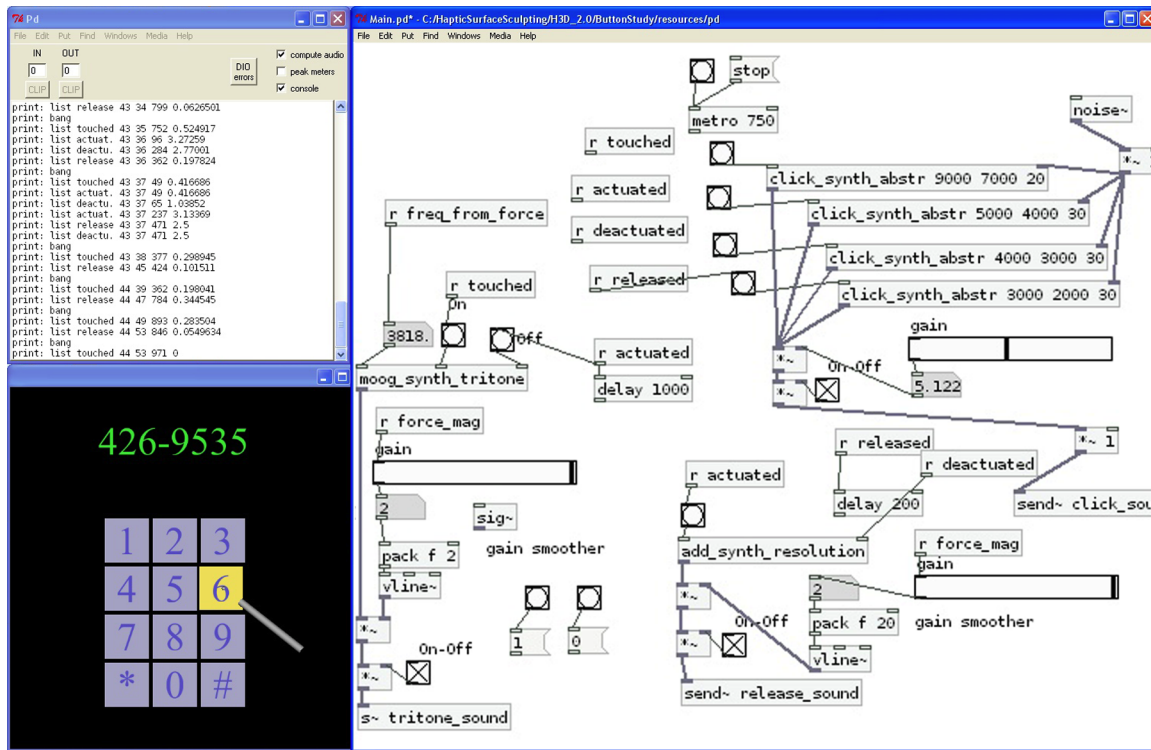 Pd
File Edit Put Find Windows Media Help
IN OUT
0 0
CLIP CLIP
DIO errors
compute audio
peak meters
console
print: list release 43 34 799 0.0626501
print: bang
print: list touched 43 35 752 0.524917
print: list actuat. 43 36 96 3.27259
print: list deactu. 43 36 284 2.77001
print: list release 43 36 362 0.197824
print: bang
print: list touched 43 37 49 0.416686
print: list actuat. 43 37 49 0.416686
print: list deactu. 43 37 65 1.03852
print: list actuat. 43 37 237 3.13369
print: list touched 43 37 471 2.5
print: list deactu. 43 37 471 2.5
print: bang
print: list touched 43 38 377 0.298945
print: list release 43 45 424 0.101511
print: bang
print: list touched 44 39 362 0.198041
print: list release 44 47 784 0.344545
print: bang
print: list touched 44 49 893 0.283504
print: list release 44 53 846 0.0549634
print: bang
print: list touched 44 53 971 0
426-9535
1 2 3
4 5 6
7 8 9
* 0 #
Main.pd* - C:/HapticSurfaceSculpting/H3D_2.0/ButtonStudy/resources/pd
File Edit Put Find Windows Media Help
stop
metro 750
noise~
*~
r touched
click_synth_abstr 9000 7000 20
r actuated
click_synth_abstr 5000 4000 30
r freq_from_force
r deactuated
click_synth_abstr 4000 3000 30
r released
click_synth_abstr 3000 2000 30
r touched
On
3818.
Off
moog_synth_tritone
r actuated
delay 1000
gain
*~
On-Off
5.122
*~
r force_mag
gain
2
pack f 2
vline~
sig~
gain smoother
1
0
*~
On-Off
*~
s~ tritone_sound
*~ 1
r released
r deactuated
r actuated
delay 200
send~ click_sou
add_synth_resolution
r force_mag
gain
2
*~
pack f 20
gain smoother
On-Off
*~
vline~
send~ release_sound